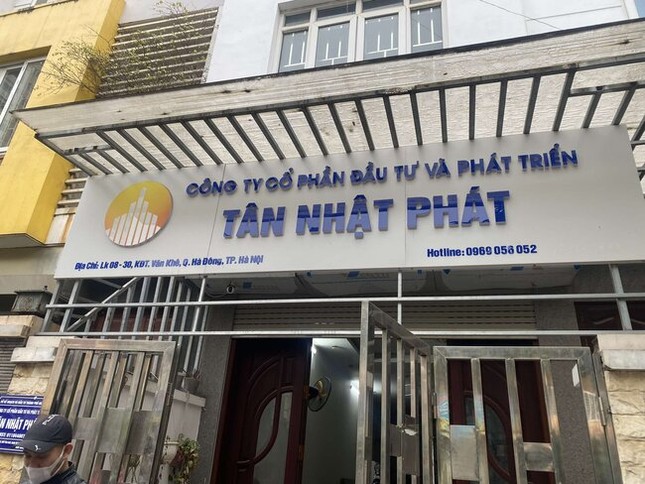 CÔNG TY CỔ PHẦN ĐẦU TƯ VÀ PHÁT TRIỂN
TÂN NHẬT PHÁT
Địa Chỉ: Lk 08 - 30, KĐT. Văn Khê, Q. Hà Đông, TP. Hà Nội
Hotline: 0969 056 052